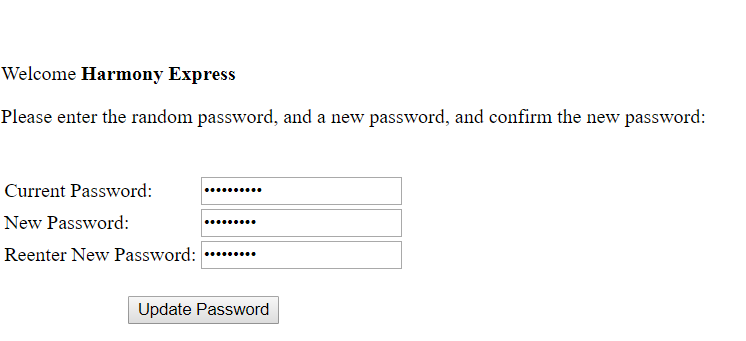 Welcome Harmony Express
Please enter the random password, and a new password, and confirm the new password:
Current Password: ••••••••••
New Password: •••••••••
Reenter New Password: •••••••••
Update Password